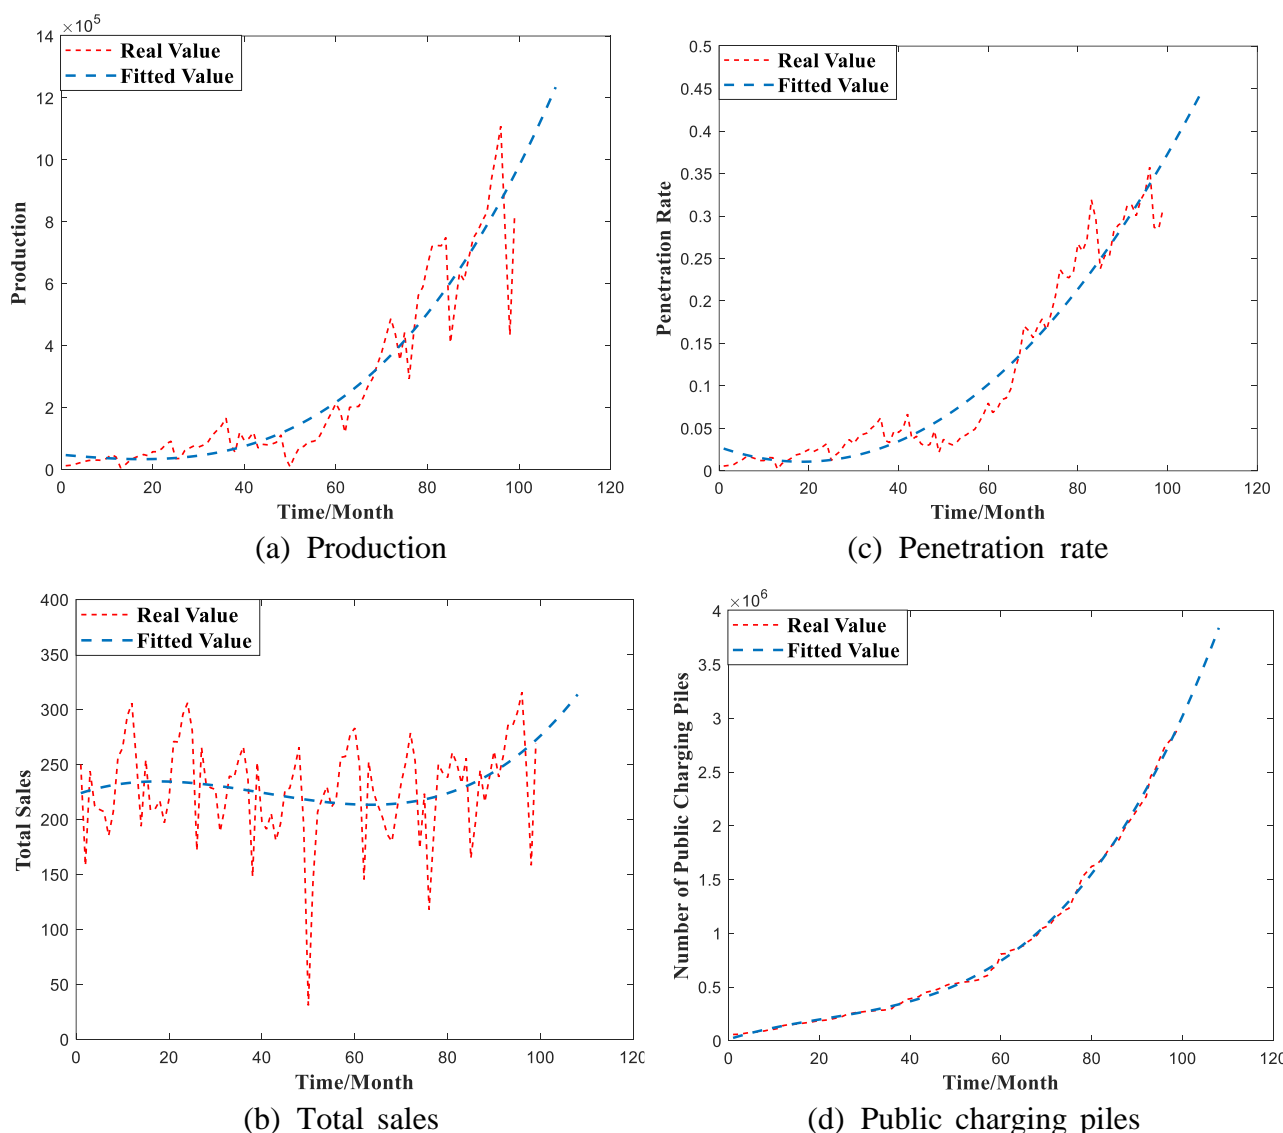 ×10⁵
14
12
10
8
6
4
2
0
Production
Real Value
Fitted Value
0 20 40 60 80 100 120
Time/Month
(a) Production
0.5
0.45
0.4
0.35
0.3
0.25
0.2
0.15
0.1
0.05
0
Penetration Rate
Real Value
Fitted Value
0 20 40 60 80 100 120
Time/Month
(c) Penetration rate
400
350
300
250
200
250
100
50
0
Total Sales
Real Value
Fitted Value
0 20 40 60 80 100 120
Time/Month
(b) Total sales
×10⁶
4
3.5
3
2.5
2
1.5
1
0.5
0
Number of Public Charging Piles
Real Value
Fitted Value
0 20 40 60 80 100 120
Time/Month
(d) Public charging piles